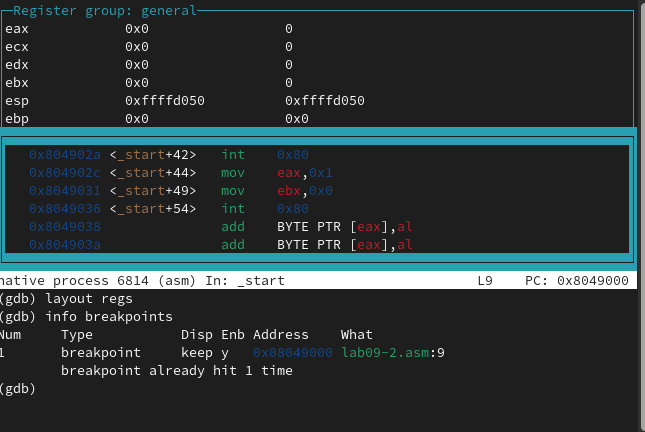 Register group: general
eax 0x0 0
ecx 0x0 0
edx 0x0 0
ebx 0x0 0
esp 0xffffd050 0xffffd050
ebp 0x0 0x0
0x804902a <_start+42> int 0x80
0x804902c <_start+44> mov eax,0x1
0x8049031 <_start+49> mov ebx,0x0
0x8049036 <_start+54> int 0x80
0x8049038 add BYTE PTR [eax],al
0x804903a add BYTE PTR [eax],al
native process 6814 (asm) In: _start L9 PC: 0x8049000
(gdb) layout regs
(gdb) info breakpoints
Num Type Disp Enb Address What
1 breakpoint keep y 0x08049000 lab09-2.asm:9
breakpoint already hit 1 time
(gdb)